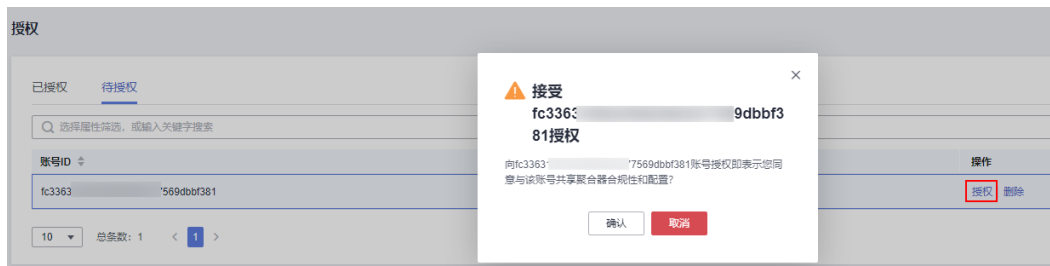 授权
已授权 待授权
选择属性筛选，或输入关键字搜索
账号ID 操作
fc3363 '569dbbf381 授权 删除
10 总条数: 1 < 1 >
接受
fc3363 9dbbf3
81授权
向fc3363 '7569dbbf381账号授权即表示您同
意与该账号共享聚合器合规性和配置?
确认 取消